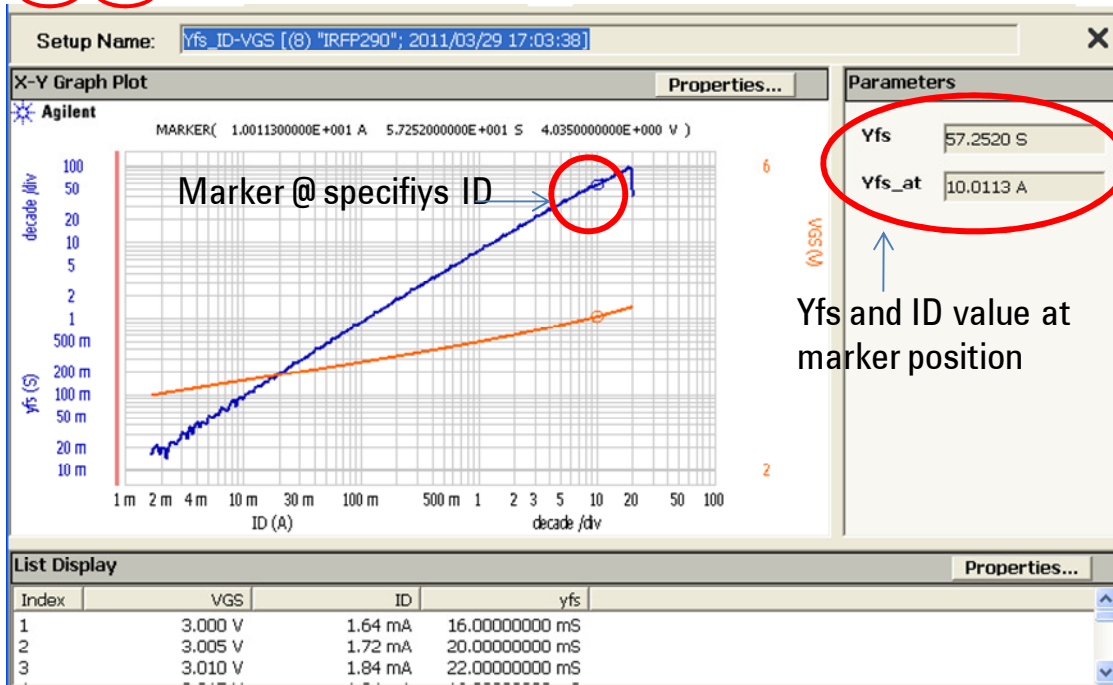 Setup Name: Yfs_ID-VGS [(8) "IRFP290"; 2011/03/29 17:03:38]
X-Y Graph Plot
Properties...
Parameters
Agilent
MARKER( 1.0011300000E+001 A 5.7252000000E+001 S 4.0350000000E+000 V )
Yfs 57.2520 S
Yfs_at 10.0113 A
Marker @ specifiys ID
Yfs and ID value at
marker position
decade /div
yfs (S)
100
50
20
10
5
2
1
500 m
200 m
100 m
50 m
20 m
10 m
6
VGS (V)
2
1 m 2 m 4 m 10 m 30 m 100 m 500 m 1 2 3 5 10 20 50 100
ID (A) decade /div
List Display
Properties...
Index VGS ID yfs
1 3.000 V 1.64 mA 16.00000000 mS
2 3.005 V 1.72 mA 20.00000000 mS
3 3.010 V 1.84 mA 22.00000000 mS